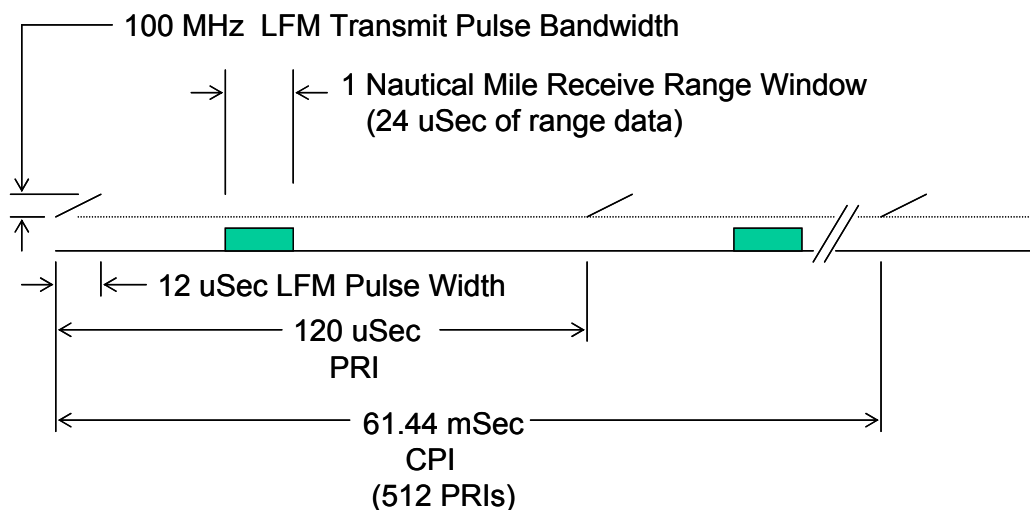 100 MHz LFM Transmit Pulse Bandwidth
1 Nautical Mile Receive Range Window
(24 uSec of range data)
12 uSec LFM Pulse Width
120 uSec
PRI
61.44 mSec
CPI
(512 PRIs)